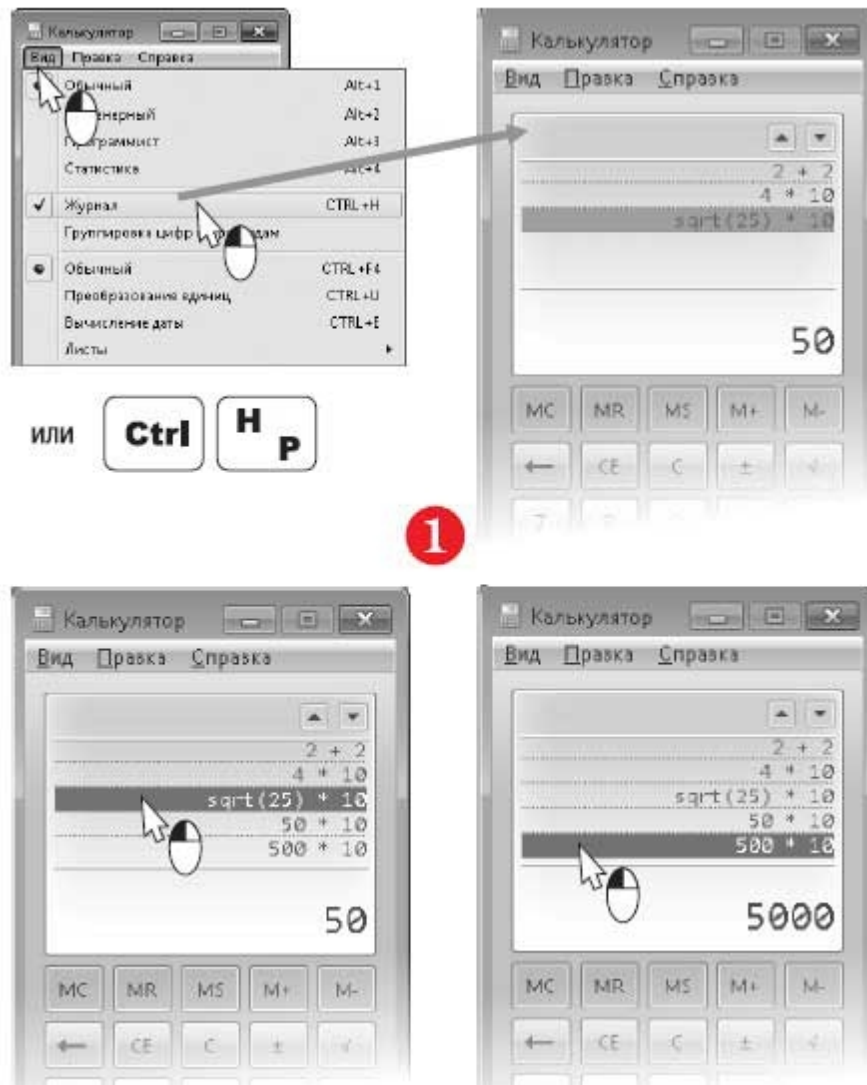 Калькулятор
Вид Правка Справка
Обычный Alt+1
Alt+2
Программист Alt+3
Статистика Alt+4
Журнал CTRL+H
Группировка цифр
Обычный CTRL+F4
Преобразование единиц CTRL+U
Вычисление даты CTRL+E
Листы
или Ctrl H Р
Калькулятор
Вид Правка Справка
2 + 2
4 * 10
sqrt(25) * 10
50
MC MR MS M+ M-
← CE C ± √
7
1
Калькулятор
Вид Правка Справка
2 + 2
4 * 10
sqrt(25) * 10
50 * 10
500 * 10
50
MC MR MS M+ M-
← CE C ± √
Калькулятор
Вид Правка Справка
2 + 2
4 * 10
sqrt(25) * 10
50 * 10
500 * 10
5000
MC MR MS M+ M-
← CE C ± √